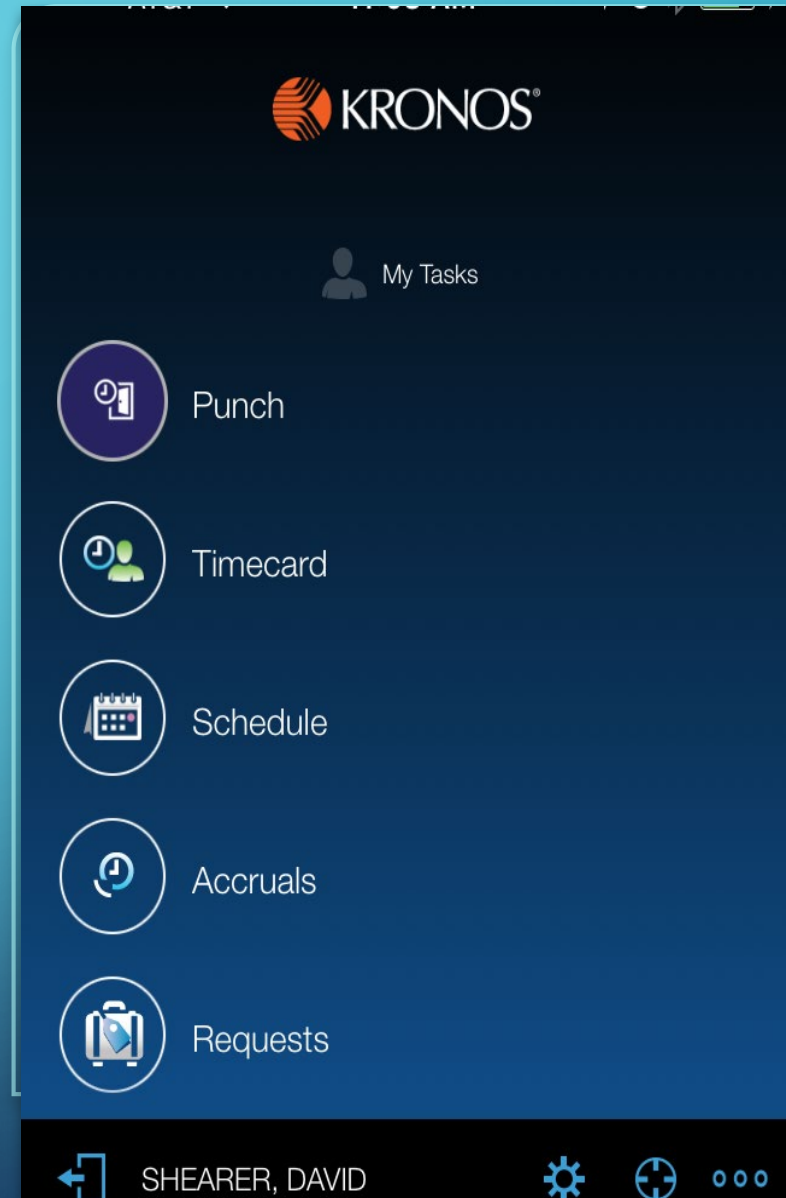 KRONOS®
My Tasks
Punch
Timecard
Schedule
Accruals
Requests
SHEARER, DAVID